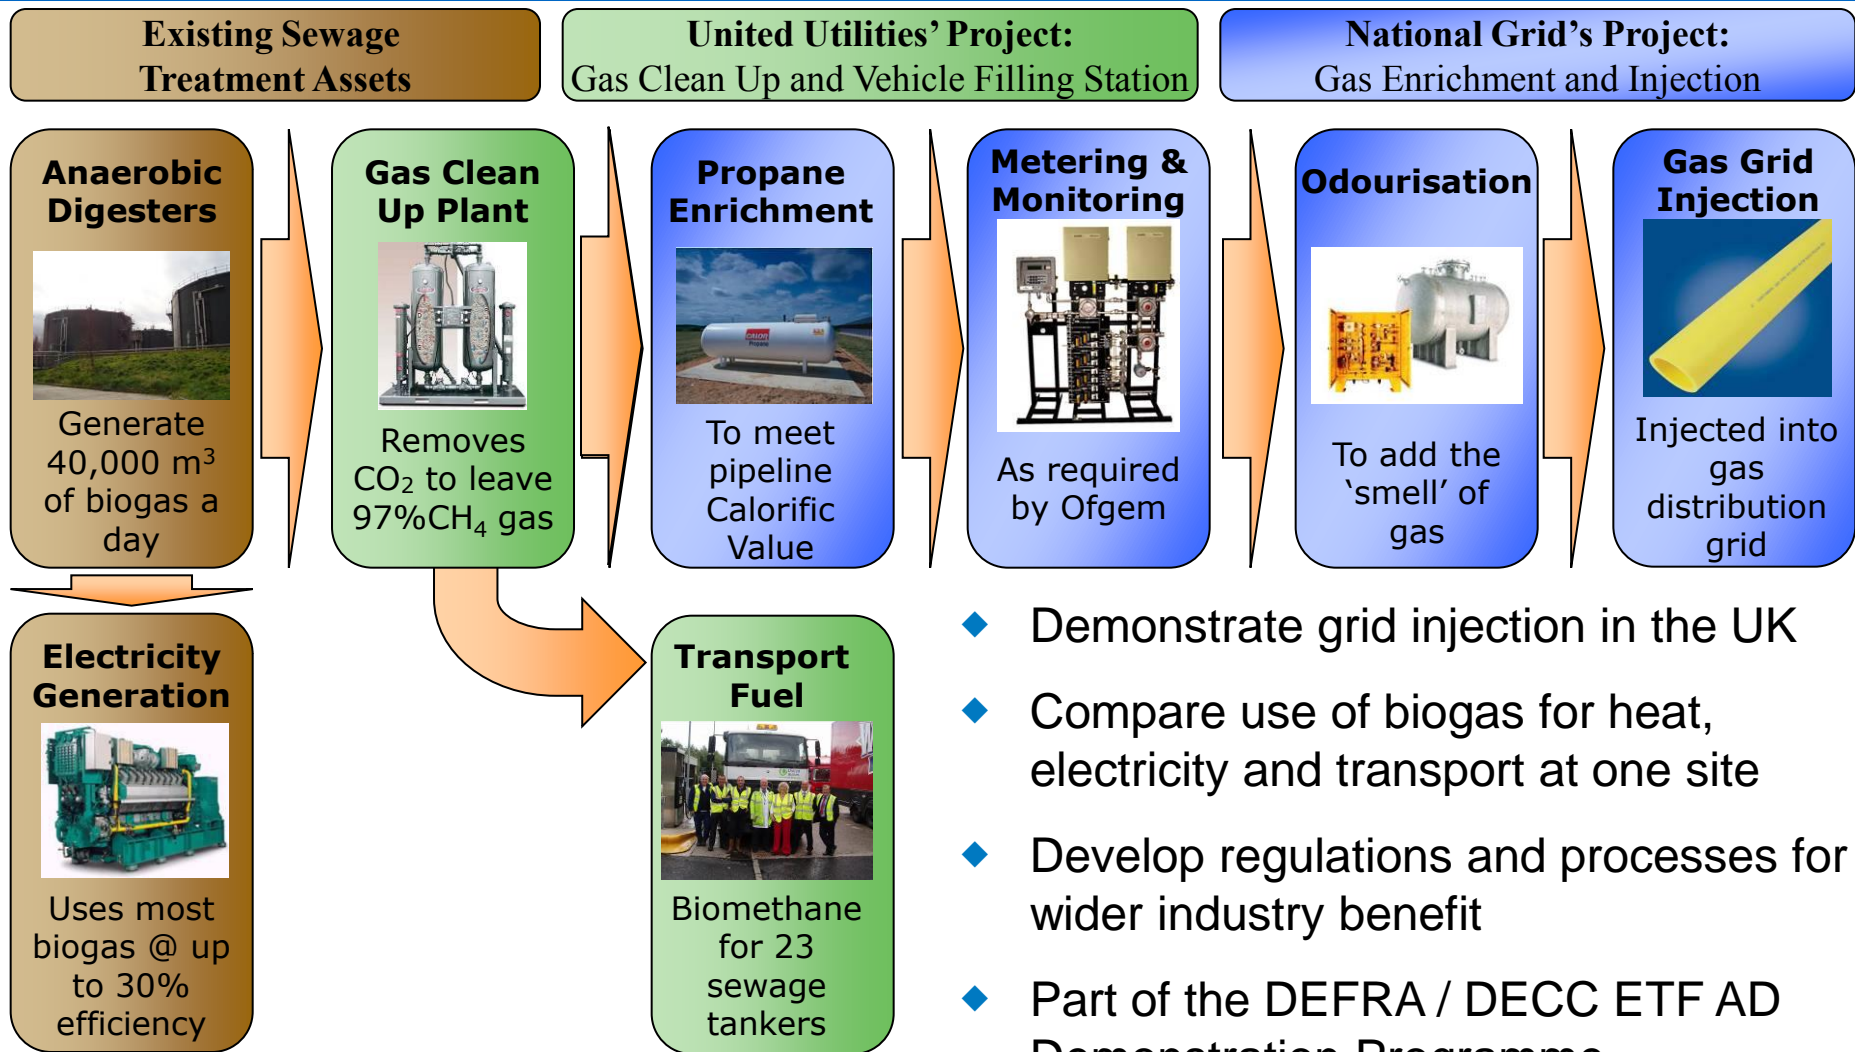 Existing Sewage
Treatment Assets
United Utilities’ Project:
Gas Clean Up and Vehicle Filling Station
National Grid’s Project:
Gas Enrichment and Injection
Anaerobic
Digesters
Generate
40,000 m³
of biogas a
day
Gas Clean
Up Plant
Removes
CO₂ to leave
97%CH₄ gas
Propane
Enrichment
CALOR
Propane
To meet
pipeline
Calorific
Value
Metering &
Monitoring
As required
by Ofgem
Odourisation
To add the
‘smell’ of
gas
Gas Grid
Injection
Injected into
gas
distribution
grid
Electricity
Generation
Uses most
biogas @ up
to 30%
efficiency
Transport
Fuel
Biomethane
for 23
sewage
tankers
Demonstrate grid injection in the UK
Compare use of biogas for heat,
electricity and transport at one site
Develop regulations and processes for
wider industry benefit
Part of the DEFRA / DECC ETF AD
Demonstration Programme